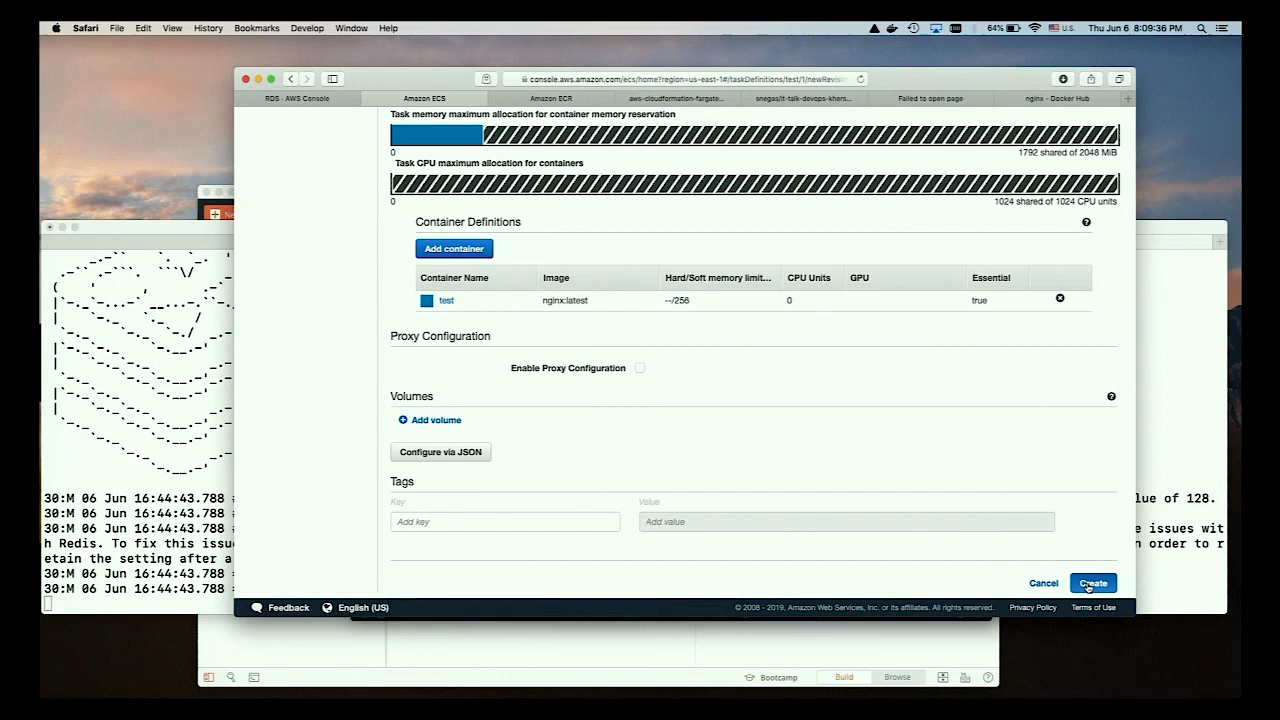 Safari File Edit View History Bookmarks Develop Window Help
64% U.S. Thu Jun 6 8:09:36 PM
console.aws.amazon.com/ecs/home?region=us-east-1#/taskDefinitions/test/1/newRevisi
RDS · AWS Console Amazon ECS Amazon ECR aws-cloudformation-fargate... snegas/it-talk-devops-khers... Failed to open page nginx - Docker Hub
Task memory maximum allocation for container memory reservation
0 1792 shared of 2048 MiB
Task CPU maximum allocation for containers
0 1024 shared of 1024 CPU units
Container Definitions
Add container
Container Name Image Hard/Soft memory limit... CPU Units GPU Essential
test nginx:latest --/256 0 true
Proxy Configuration
Enable Proxy Configuration
Volumes
Add volume
Configure via JSON
Tags
Key Value
Add key Add value
Cancel Create
Feedback English (US) © 2008 - 2019, Amazon Web Services, Inc. or its affiliates. All rights reserved. Privacy Policy Terms of Use
30:M 06 Jun 16:44:43.788 # lue of 128.
30:M 06 Jun 16:44:43.788
30:M 06 Jun 16:44:43.788 e issues wit
h Redis. To fix this issu n order to r
etain the setting after a
30:M 06 Jun 16:44:43.788
30:M 06 Jun 16:44:43.788
Bootcamp Build Browse